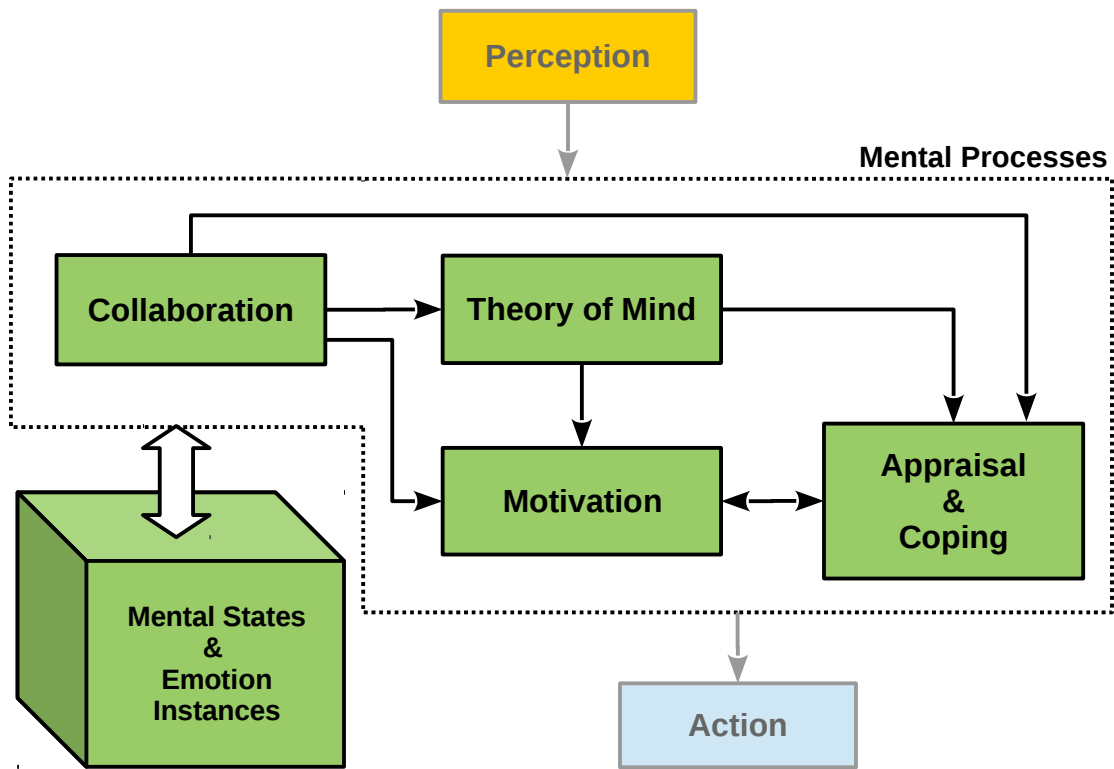 Perception
Mental Processes
Collaboration
Theory of Mind
Motivation
Appraisal
&
Coping
Mental States
&
Emotion
Instances
Action